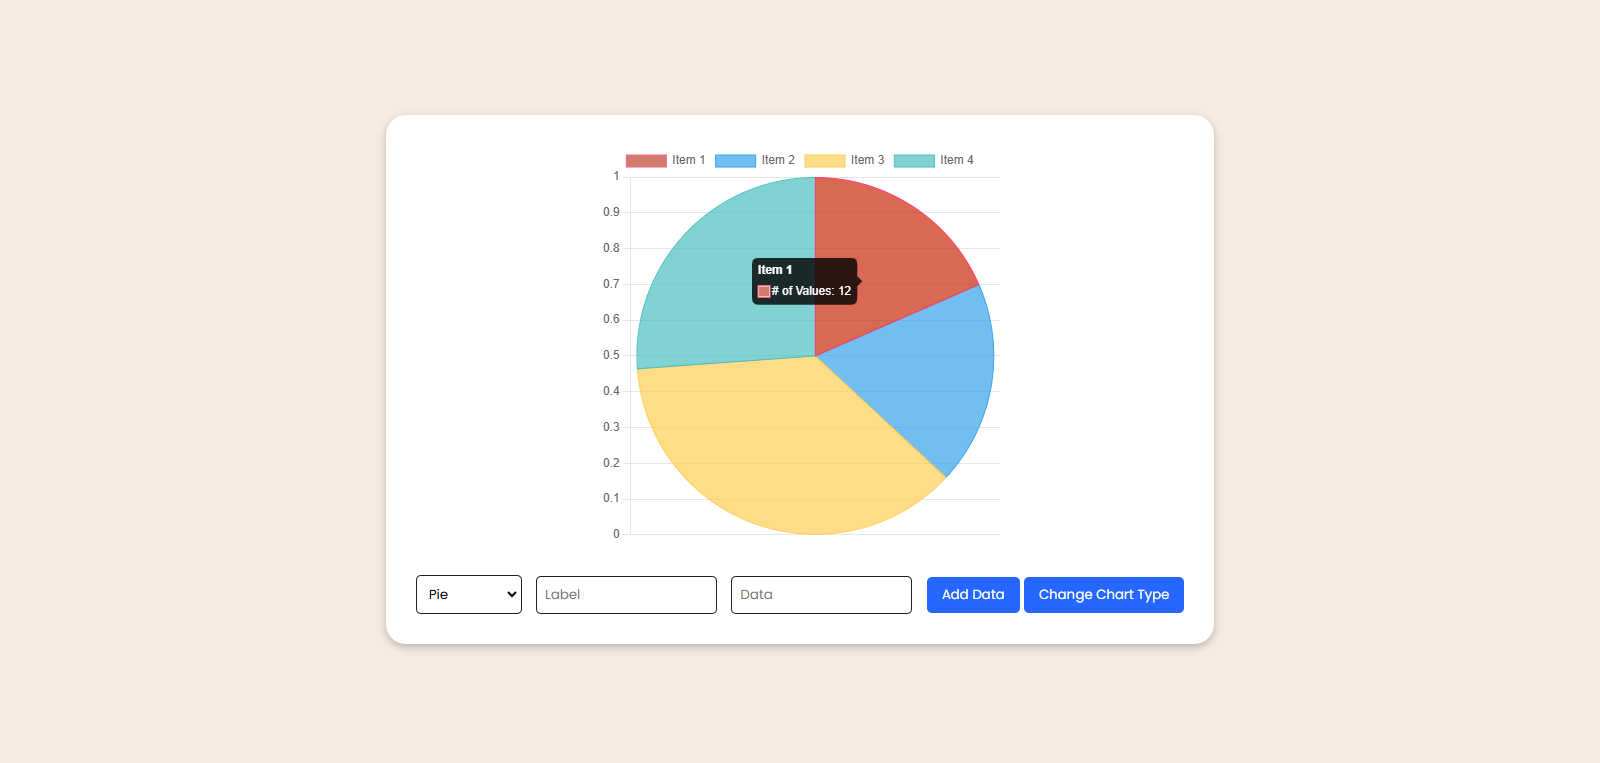 Item 1 Item 2 Item 3 Item 4
1
0.9
0.8
0.7
0.6
0.5
0.4
0.3
0.2
0.1
0
Item 1
# of Values: 12
Pie Label Data Add Data Change Chart Type